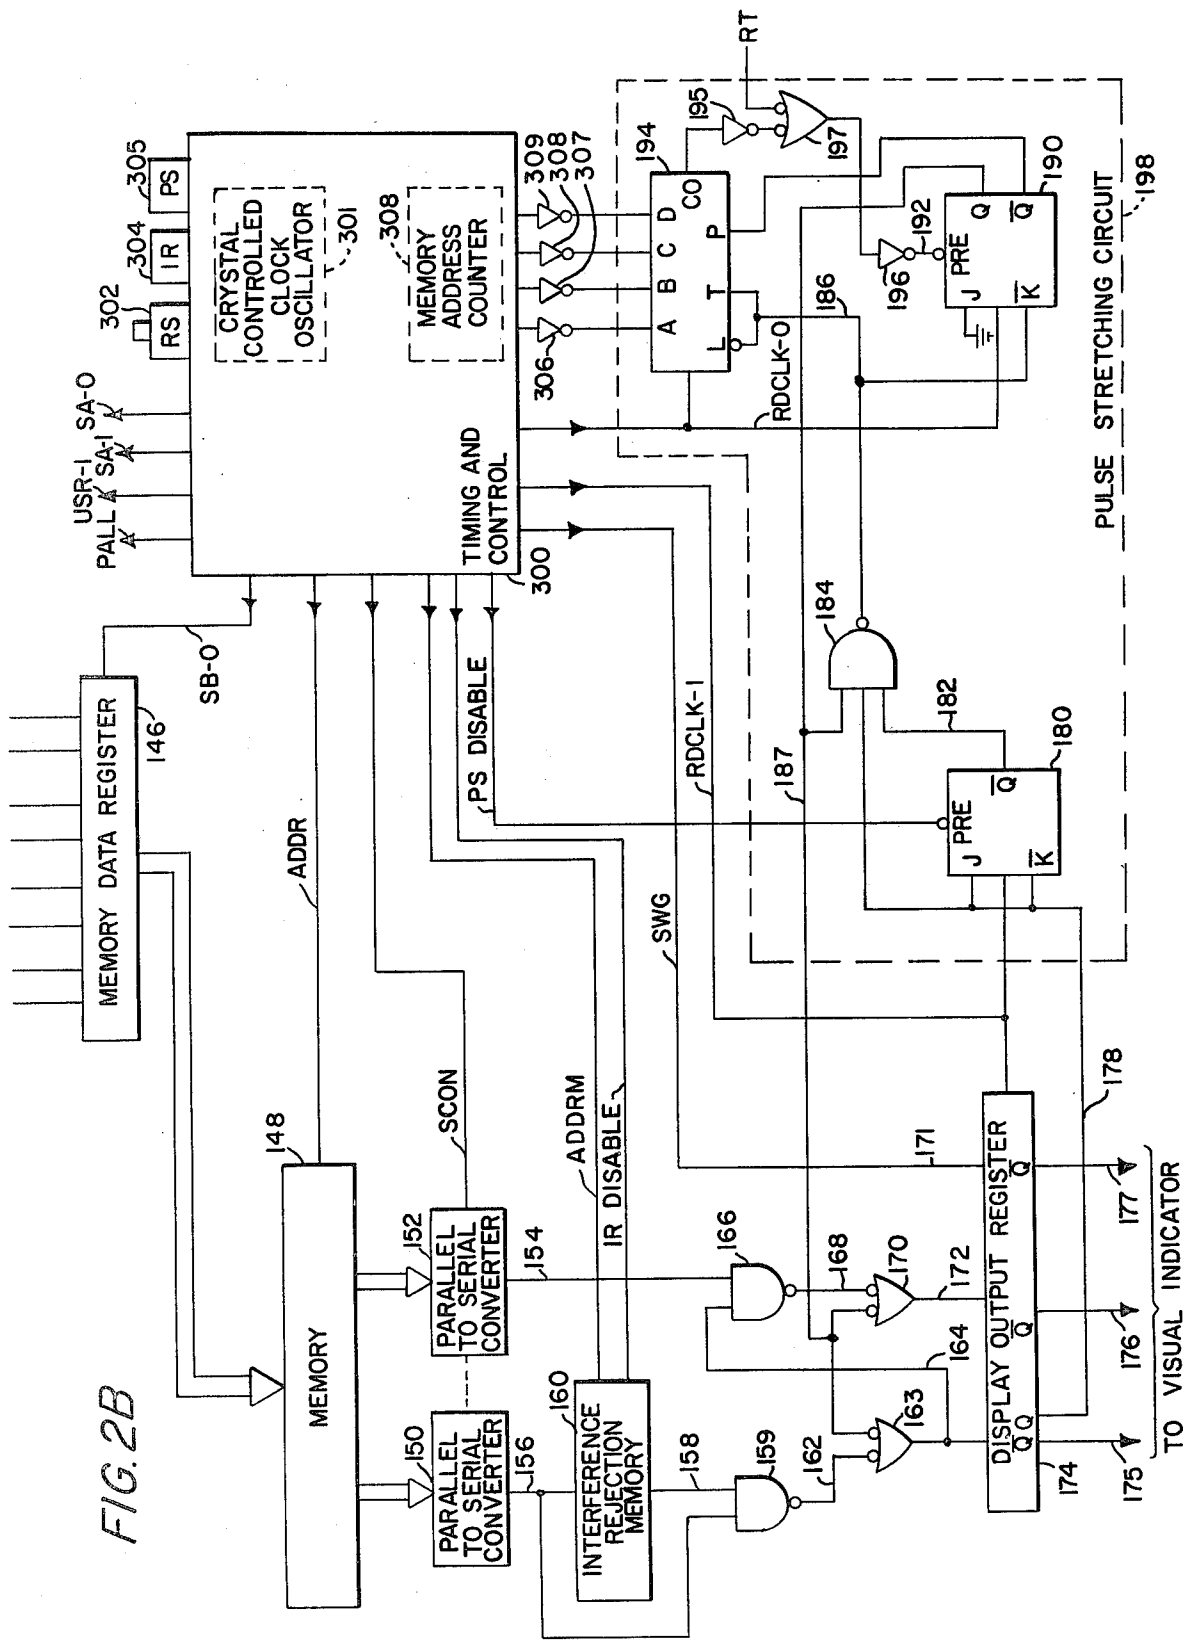 FIG. 2B
MEMORY DATA REGISTER
146
SB-0
PALL
USR-1
SA-1
SA-0
302
RS
304
IR
305
PS
CRYSTAL
CONTROLLED
CLOCK
OSCILLATOR
301
308
MEMORY
ADDRESS
COUNTER
TIMING AND
CONTROL
300
306
309
308
307
148
MEMORY
ADDR
150
PARALLEL
TO SERIAL
CONVERTER
152
PARALLEL
TO SERIAL
CONVERTER
SCON
156
154
160
INTERFERENCE
REJECTION
MEMORY
ADDRM
IR DISABLE
PS DISABLE
SWG
RDCLK-1
RDCLK-0
158
159
162
163
164
166
168
170
172
171
DISPLAY OUTPUT REGISTER
Q
Q
Q
Q
174
175
176
177
178
TO VISUAL INDICATOR
187
184
182
180
PRE
J
K
Q
186
194
A
B
C
D
CO
L
T
P
195
RT
197
196
192
190
PRE
J
K
Q
Q
198
PULSE STRETCHING CIRCUIT